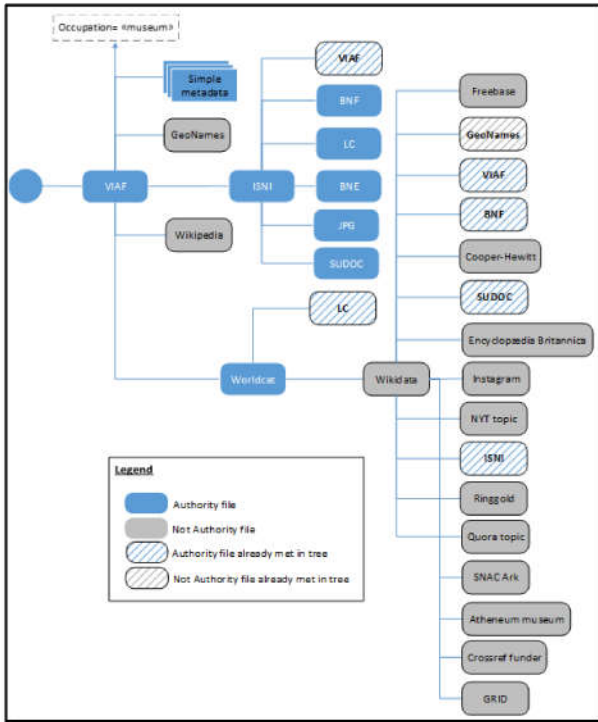 Occupation= «museum»
Simple
metadata
GeoNames
VIAF
Wikipedia
ISNI
VIAF
BNF
LC
BNE
JPG
SUDOC
LC
Worldcat
Wikidata
Freebase
GeoNames
VIAF
BNF
Cooper-Hewitt
SUDOC
Encyclopædia Britannica
Instagram
NYT topic
ISNI
Ringgold
Quora topic
SNAC Ark
Atheneum museum
Crossref funder
GRID
Legend
Authority file
Not Authority file
Authority file already met in tree
Not Authority file already met in tree